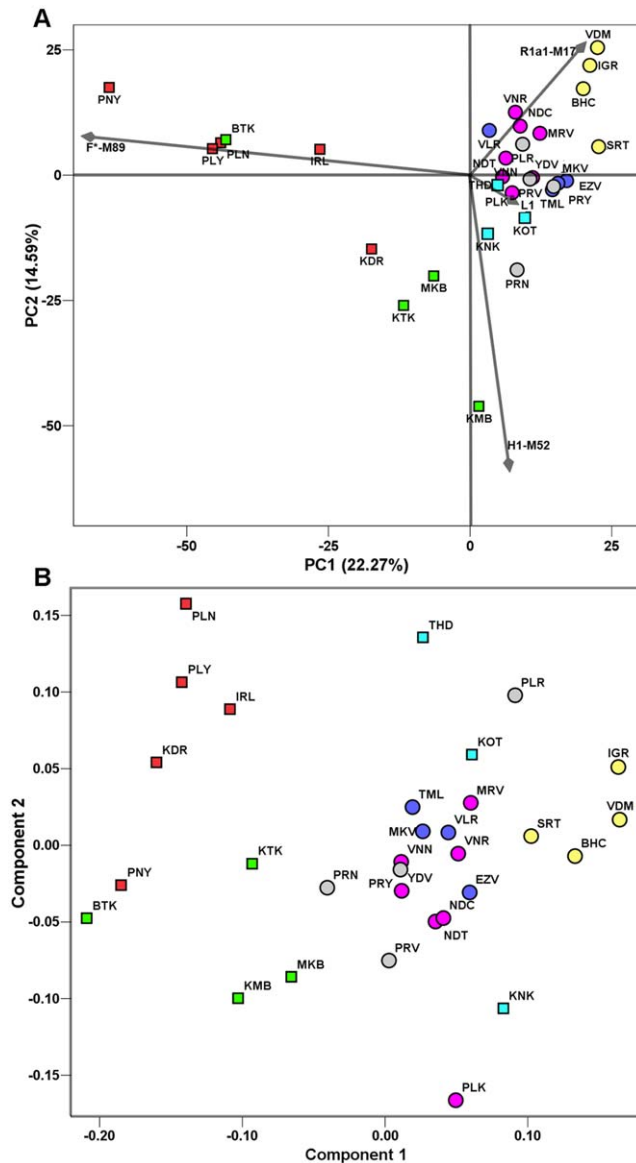 A
25
0
-25
-50
PC2 (14.59%)
-50
-25
0
25
PC1 (22.27%)
VDM
R1a1-M17
IGR
PNY
BHC
VNR
NDC
BTK
MRV
F*-M89
PLY
PLN
IRL
VLR
SRT
NDT
PLR
VNN
YDV
MKV
THD
PRV
EZV
PLK
L1
TML
PRY
KOT
KNK
KDR
MKB
PRN
KTK
KMB
H1-M52
B
0.15
0.10
0.05
0.00
-0.05
-0.10
-0.15
Component 2
-0.20
-0.10
0.00
0.10
Component 1
PLN
THD
PLY
PLR
IRL
KDR
KOT
IGR
MRV
TML
VDM
MKV
VLR
SRT
KTK
VNN
VNR
BHC
PNY
PRN
YDV
PRY
EZV
BTK
NDC
NDT
MKB
PRV
KMB
KNK
PLK